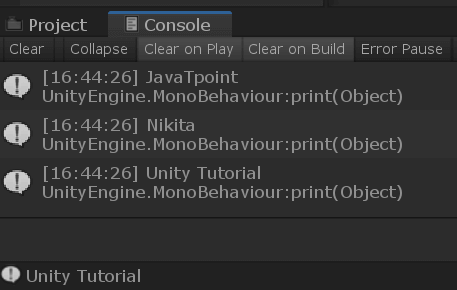 Project Console
Clear Collapse Clear on Play Clear on Build Error Pause
[16:44:26] JavaTpoint
UnityEngine.MonoBehaviour:print(Object)
[16:44:26] Nikita
UnityEngine.MonoBehaviour:print(Object)
[16:44:26] Unity Tutorial
UnityEngine.MonoBehaviour:print(Object)
Unity Tutorial